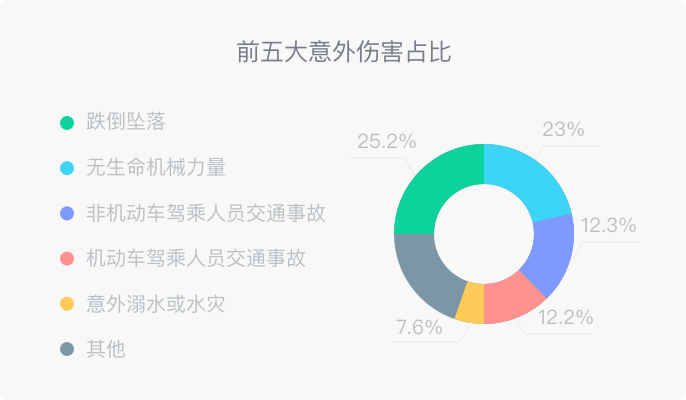 前五大意外伤害占比
跌倒坠落
无生命机械力量
非机动车驾乘人员交通事故
机动车驾乘人员交通事故
意外溺水或水灾
其他
25.2%
23%
12.3%
12.2%
7.6%